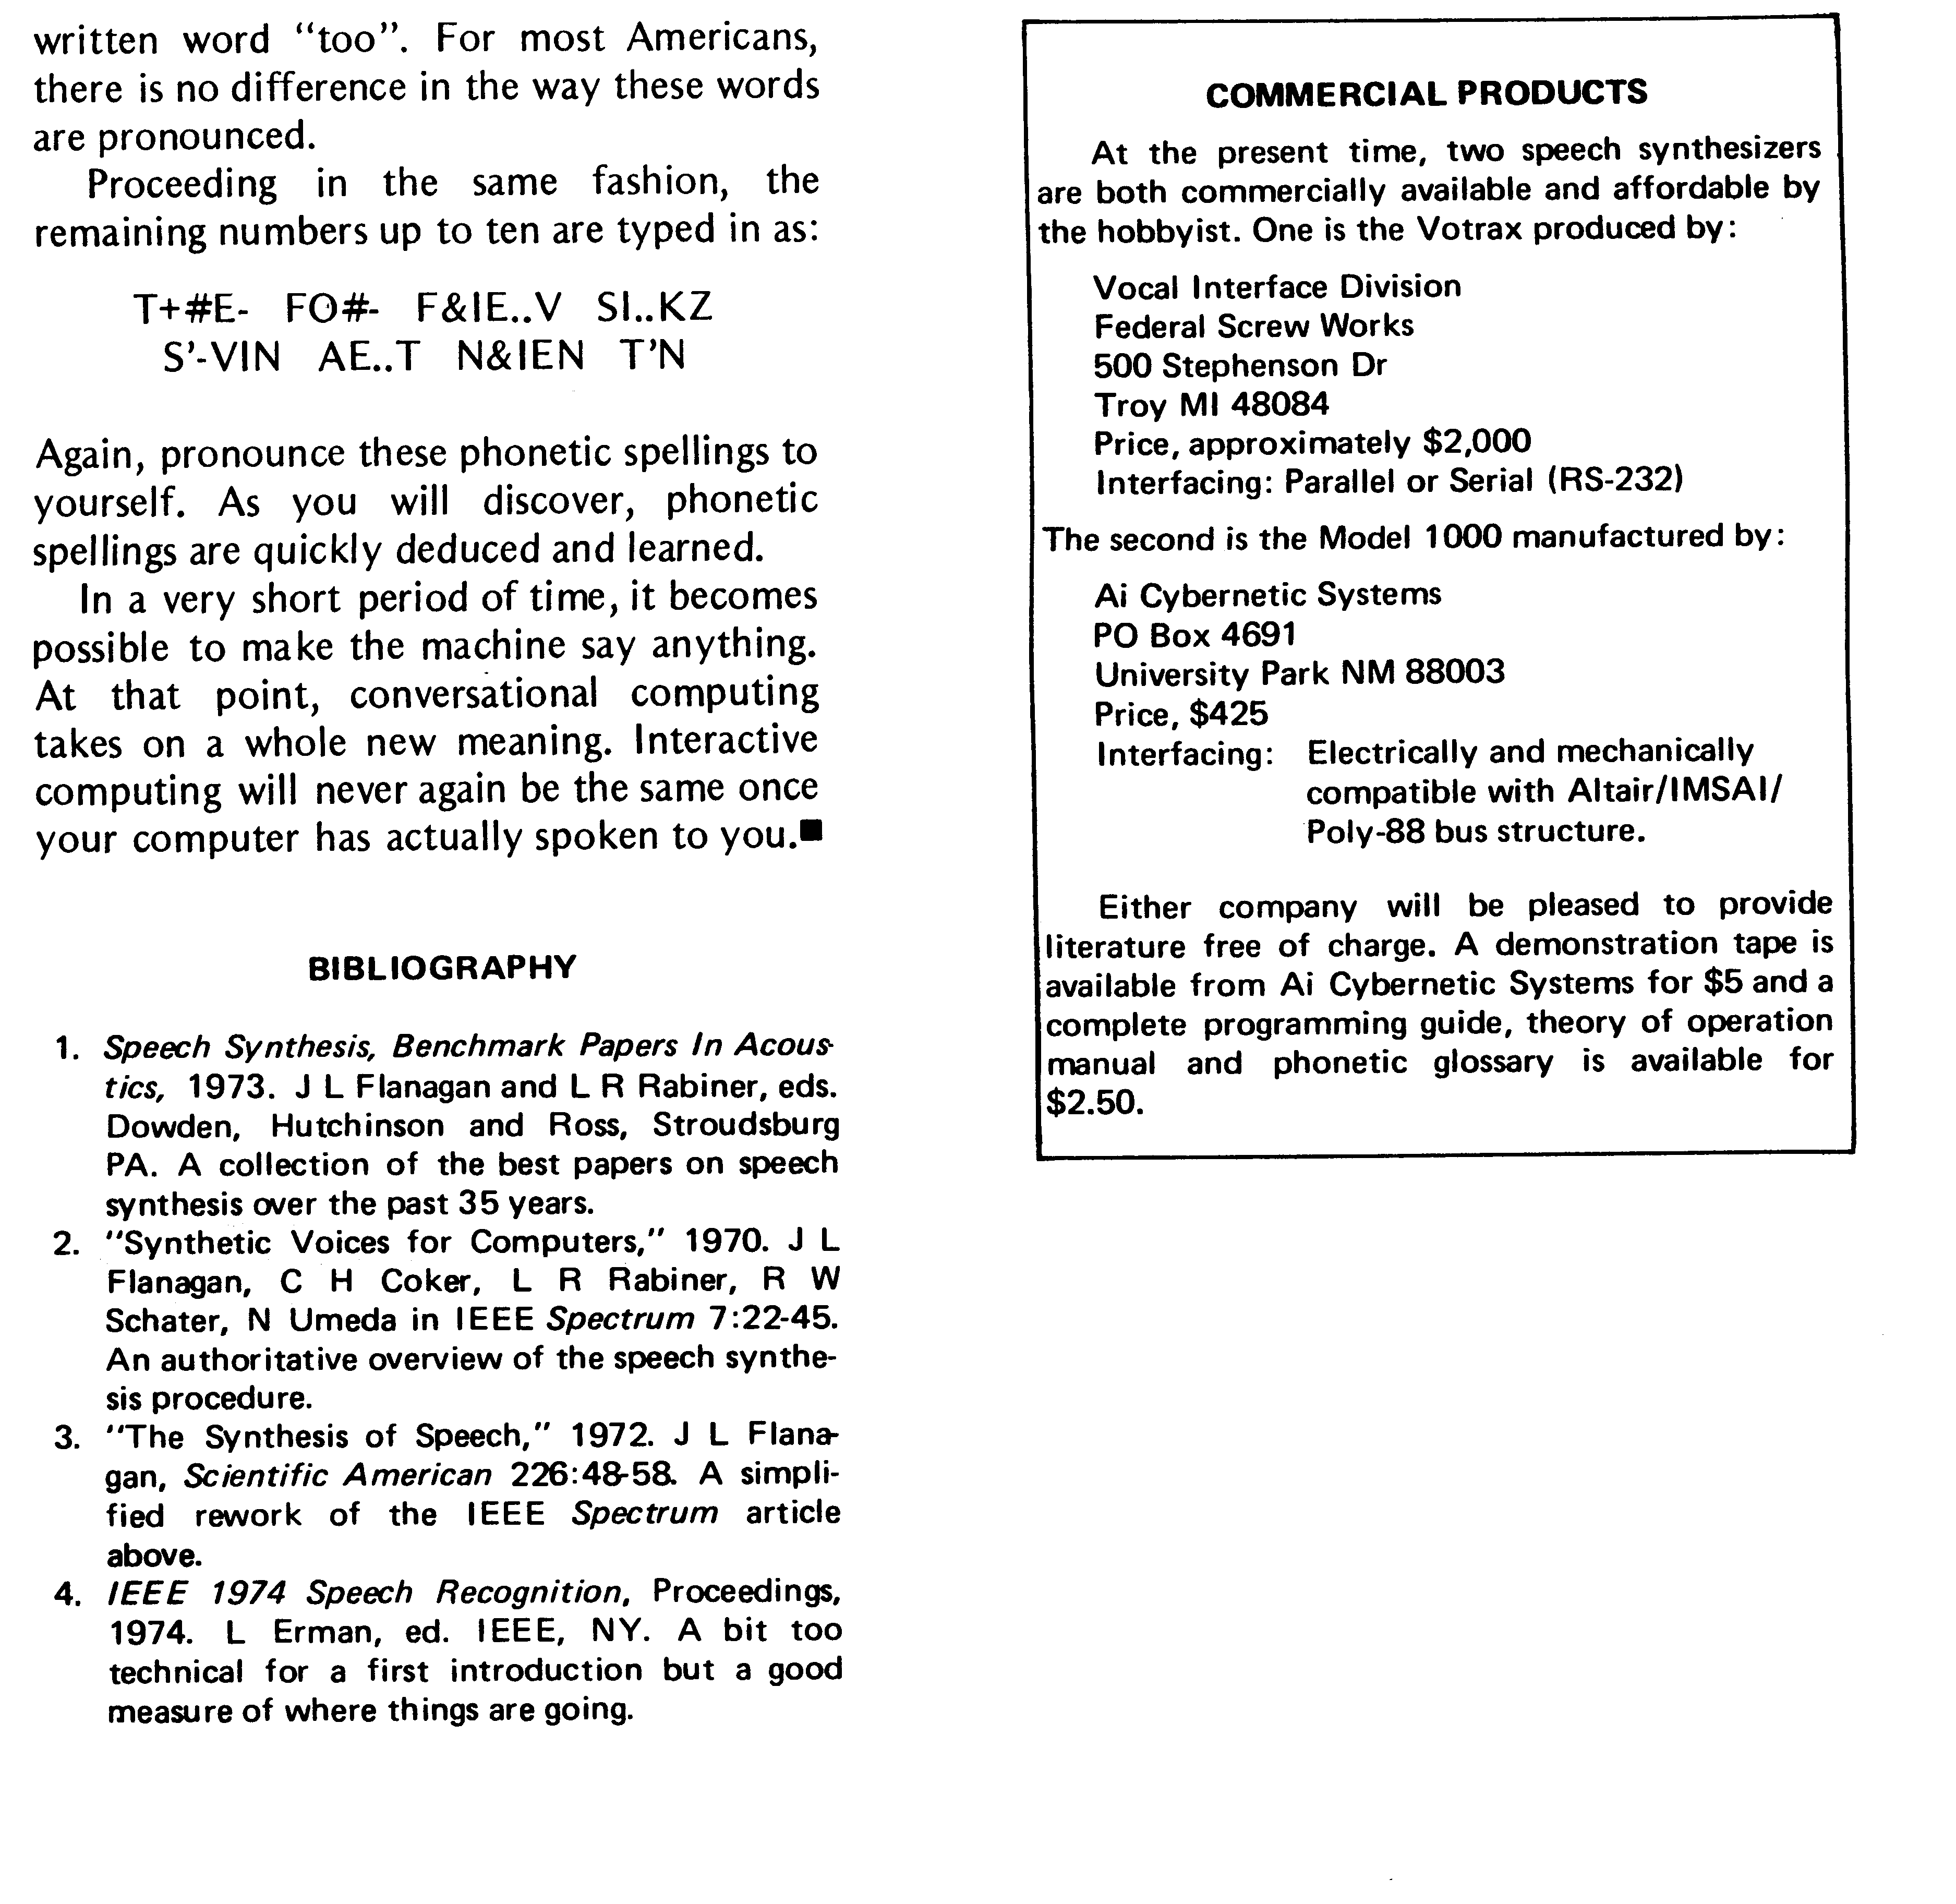 written word “too”. For most Americans,
there is no difference in the way these words
are pronounced.
Proceeding in the same fashion, the
remaining numbers up to ten are typed in as:
T+#E- FO#- F&IE..V SI..KZ
S’-VIN AE..T N&IEN T’N
Again, pronounce these phonetic spellings to
yourself. As you will discover, phonetic
spellings are quickly deduced and learned.
In a very short period of time, it becomes
possible to make the machine say anything.
At that point, conversational computing
takes on a whole new meaning. Interactive
computing will never again be the same once
your computer has actually spoken to you.■
BIBLIOGRAPHY
1. Speech Synthesis, Benchmark Papers In Acous-
tics, 1973. J L Flanagan and L R Rabiner, eds.
Dowden, Hutchinson and Ross, Stroudsburg
PA. A collection of the best papers on speech
synthesis over the past 35 years.
2. "Synthetic Voices for Computers," 1970. J L
Flanagan, C H Coker, L R Rabiner, R W
Schater, N Umeda in IEEE Spectrum 7:22-45.
An authoritative overview of the speech synthe-
sis procedure.
3. "The Synthesis of Speech," 1972. J L Flana-
gan, Scientific American 226:48-58. A simpli-
fied rework of the IEEE Spectrum article
above.
4. IEEE 1974 Speech Recognition, Proceedings,
1974. L Erman, ed. IEEE, NY. A bit too
technical for a first introduction but a good
measure of where things are going.
COMMERCIAL PRODUCTS
At the present time, two speech synthesizers
are both commercially available and affordable by
the hobbyist. One is the Votrax produced by:
Vocal Interface Division
Federal Screw Works
500 Stephenson Dr
Troy MI 48084
Price, approximately $2,000
Interfacing: Parallel or Serial (RS-232)
The second is the Model 1000 manufactured by:
Ai Cybernetic Systems
PO Box 4691
University Park NM 88003
Price, $425
Interfacing: Electrically and mechanically
compatible with Altair/IMSAI/
Poly-88 bus structure.
Either company will be pleased to provide
literature free of charge. A demonstration tape is
available from Ai Cybernetic Systems for $5 and a
complete programming guide, theory of operation
manual and phonetic glossary is available for
$2.50.